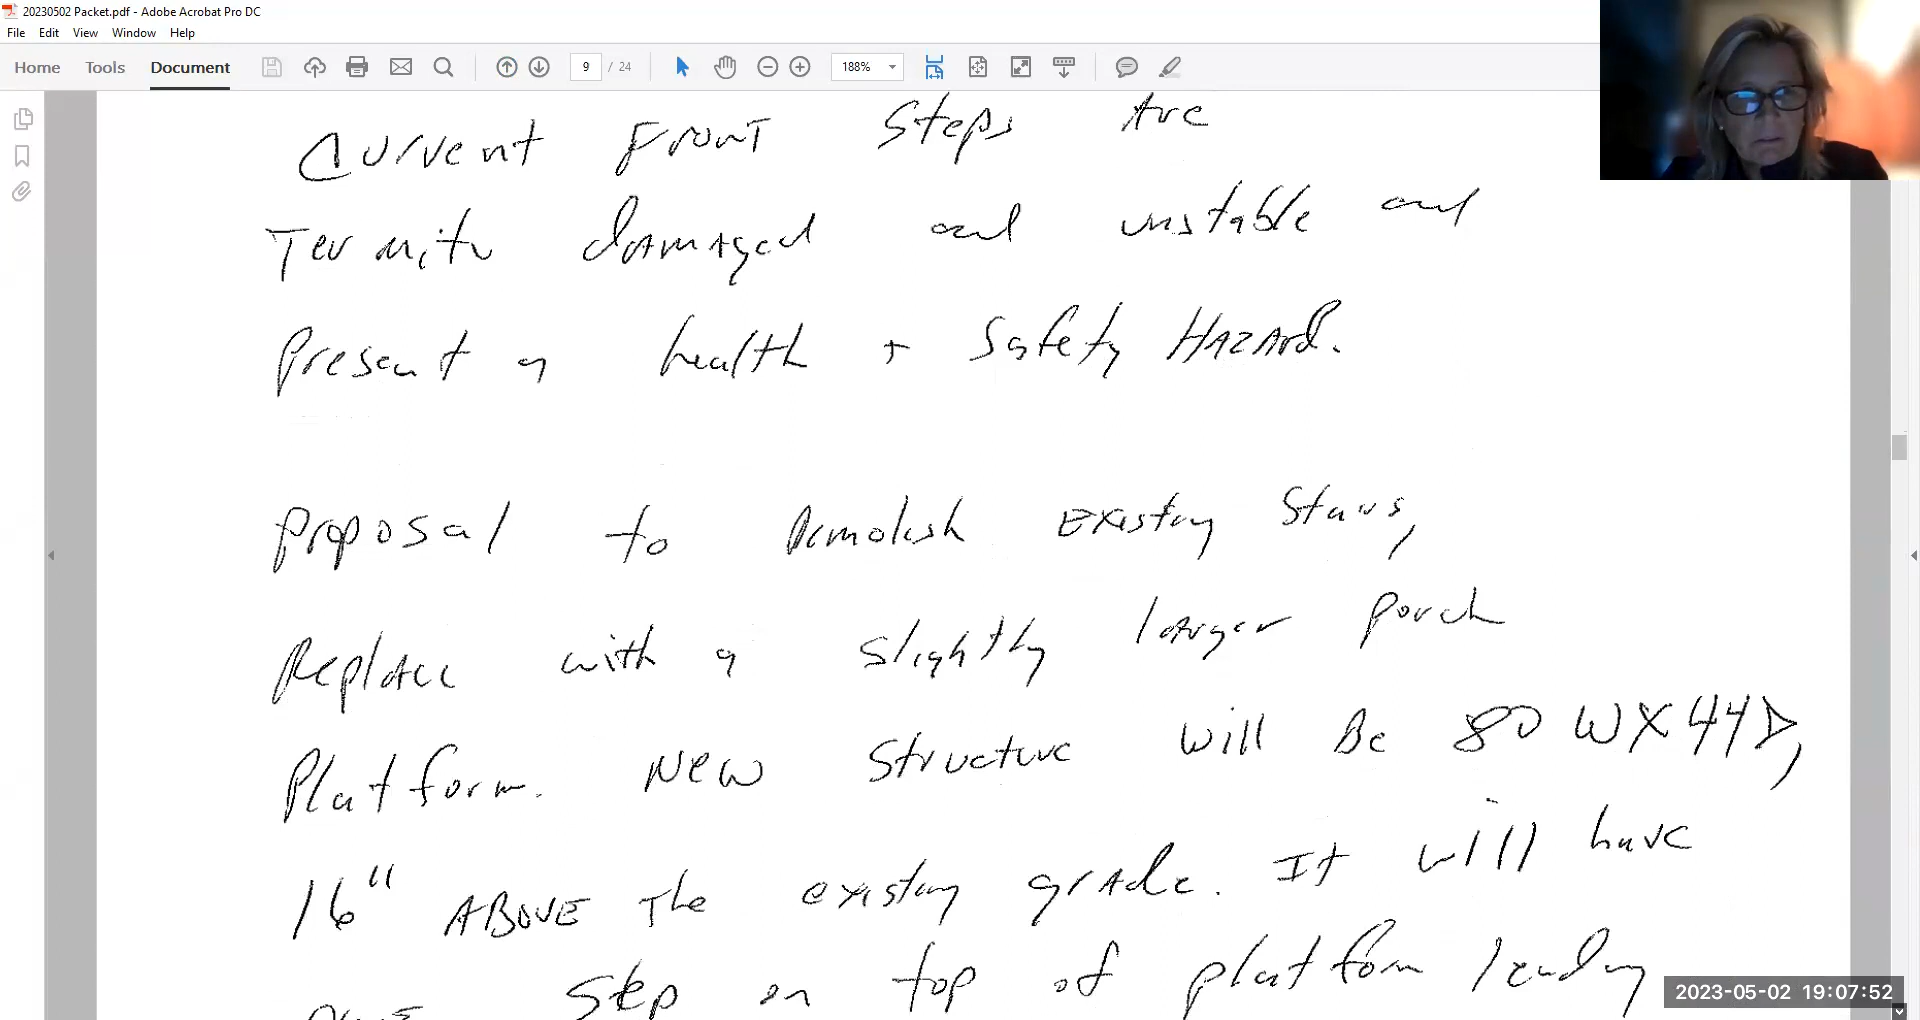 20230502 Packet.pdf - Adobe Acrobat Pro DC
File Edit View Window Help
Home Tools Document 9 / 24 188%
Current Front Steps Are
Termite damaged and unstable and
Present a health + Safety HAZArd.
Proposal to Demolish Existing Stairs,
Replace with a slightly larger porch
Platform. New Structure will Be 80 W X 44 D,
16" ABOVE The existing grade. It will have
one step on top of platform leading
2023-05-02 19:07:52